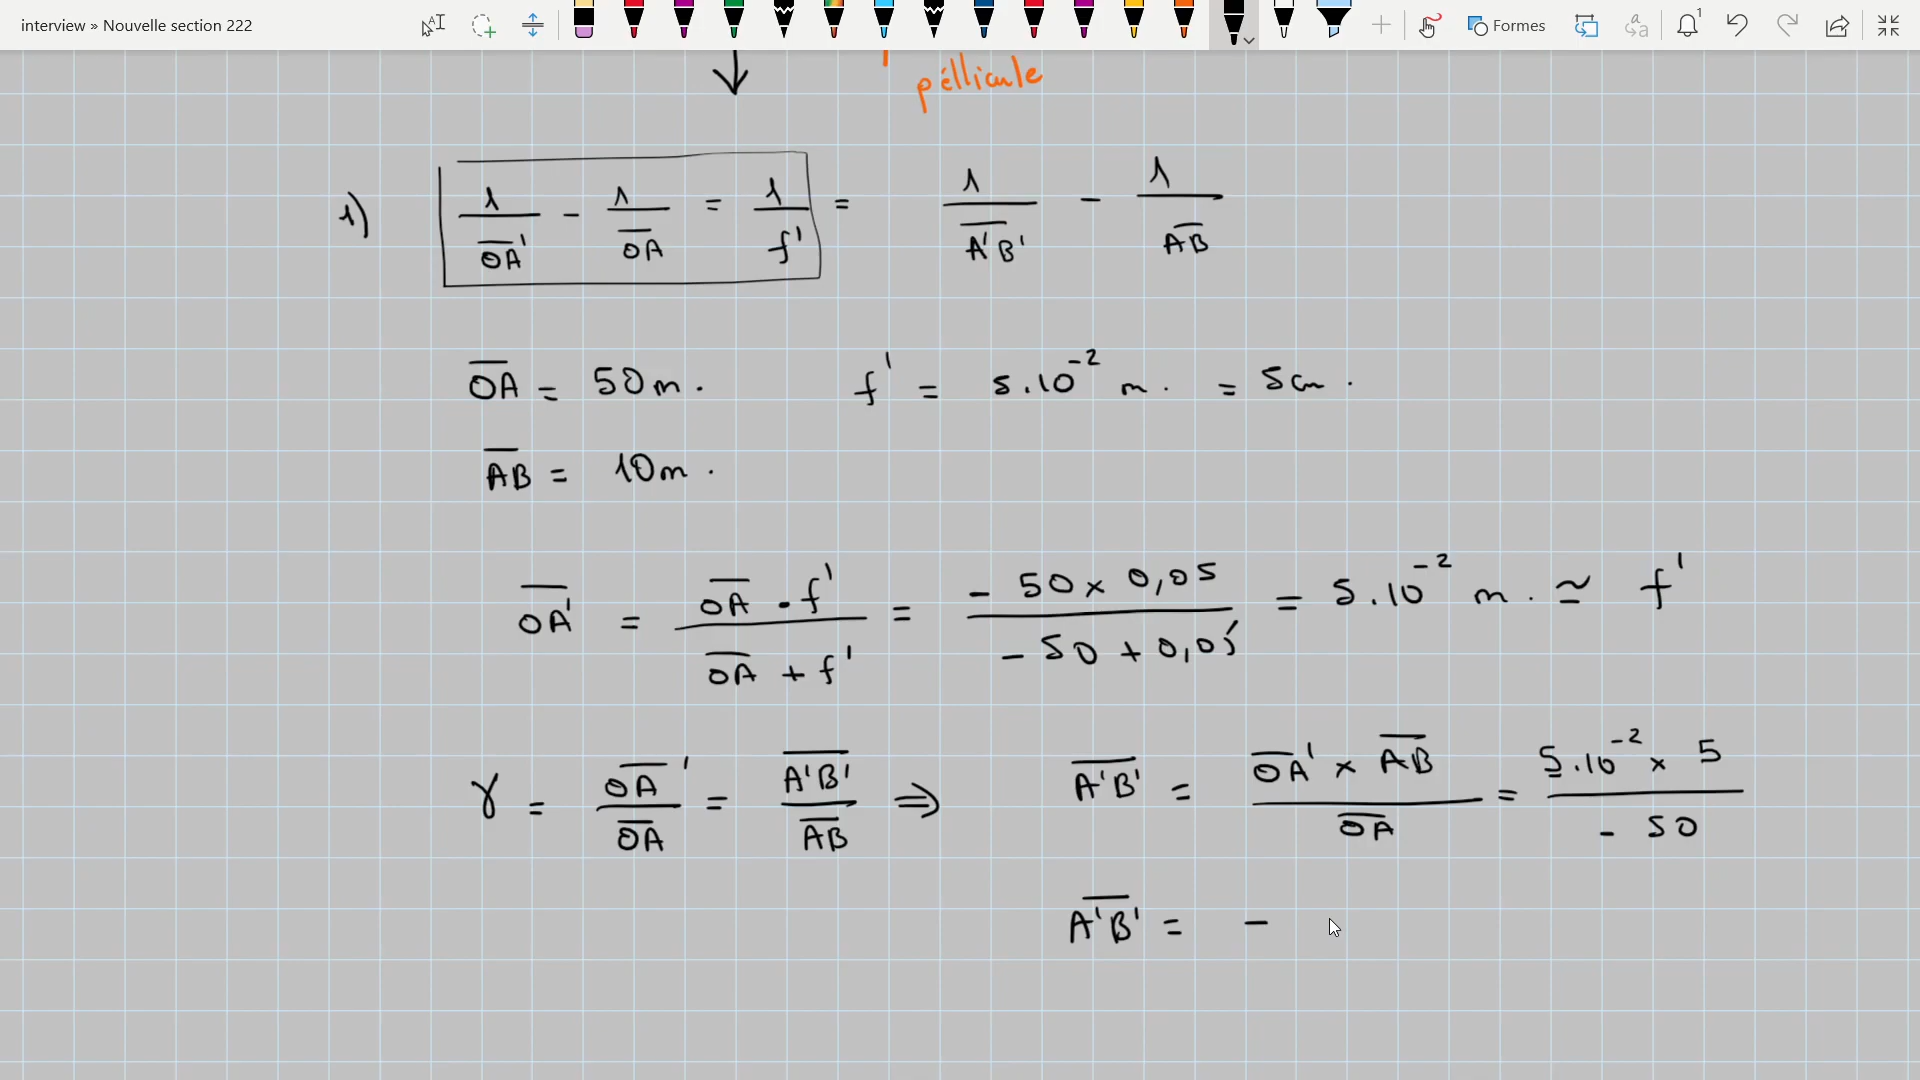 interview » Nouvelle section 222 Formes 1
péllicule
1) 1/OA̅' - 1/OA̅ = 1/f' = 1/A'B'̅ - 1/AB̅
OA̅ = 50m. f' = 5.10⁻² m. = 5cm.
AB̅ = 10m.
OA'̅ = OA̅ . f' / OA̅ + f' = - 50 x 0,05 / - 50 + 0,05 = 5.10⁻² m. ≃ f'
γ = OA̅' / OA̅ = A'B'̅ / AB̅ ⇒ A'B'̅ = OA̅' x AB̅ / OA̅ = 5.10⁻² x 5 / - 50
A'B'̅ = -